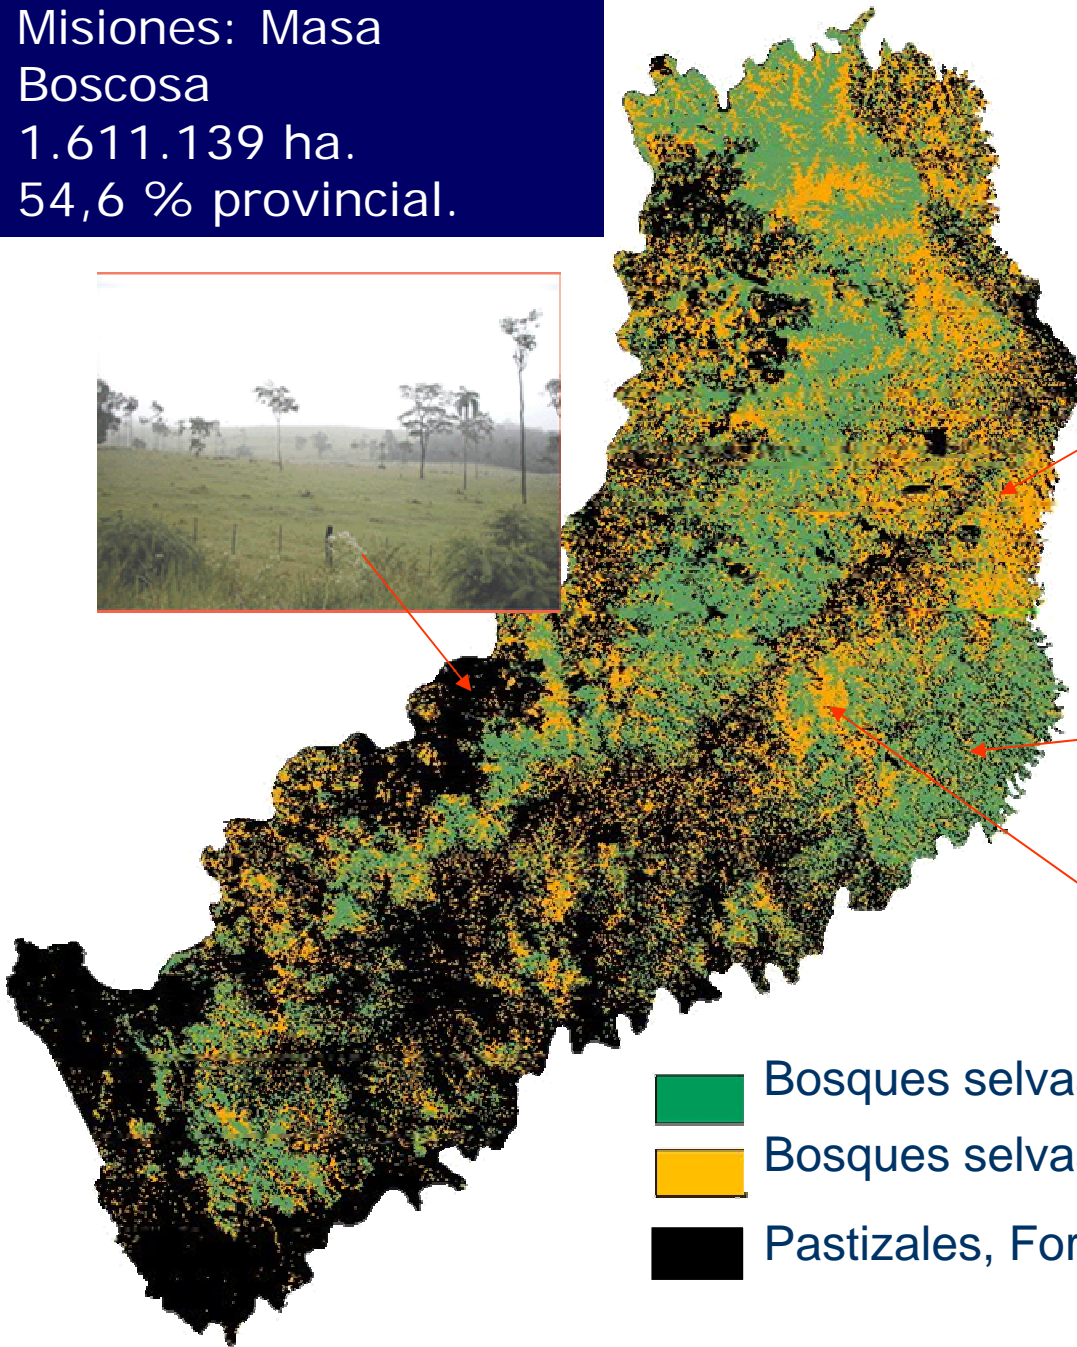 Misiones: Masa
Boscosa
1.611.139 ha.
54,6 % provincial.
Bosques selva
Bosques selva
Pastizales, For